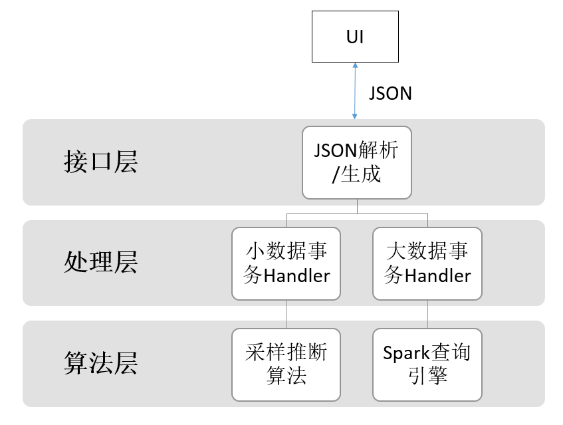 UI
JSON
接口层
JSON解析
/生成
处理层
小数据事
务Handler
大数据事
务Handler
算法层
采样推断
算法
Spark查询
引擎